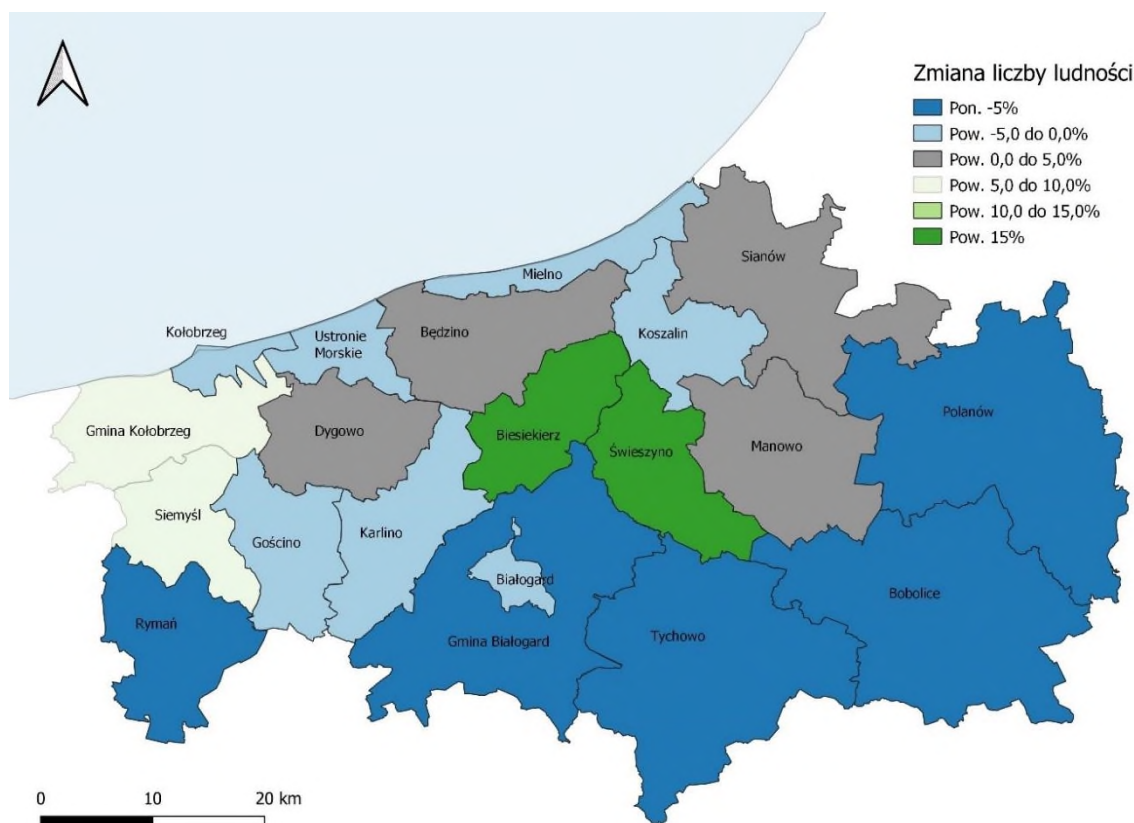 Zmiana liczby ludności
Pon. -5%
Pow. -5,0 do 0,0%
Pow. 0,0 do 5,0%
Pow. 5,0 do 10,0%
Pow. 10,0 do 15,0%
Pow. 15%
Sianów
Mielno
Kołobrzeg
Ustronie
Morskie
Będzino
Koszalin
Polanów
Gmina Kołobrzeg
Dygowo
Biesiekierz
Świeszyno
Manowo
Siemyśl
Gościno
Karlino
Białogard
Bobolice
Rymań
Gmina Białogard
Tychowo
0 10 20 km